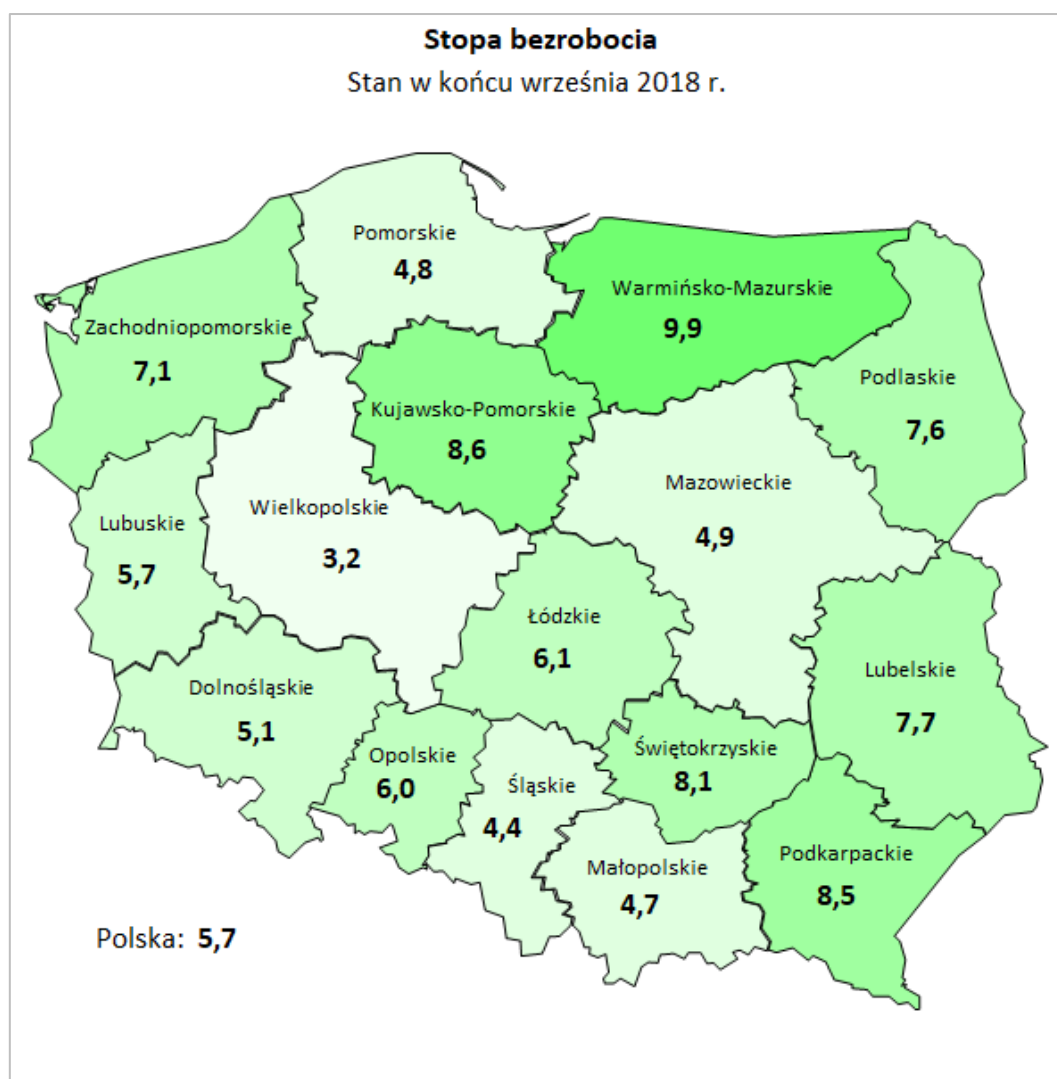 Stopa bezrobocia
Stan w końcu września 2018 r.
Pomorskie
4,8
Warmińsko-Mazurskie
9,9
Zachodniopomorskie
7,1
Podlaskie
7,6
Kujawsko-Pomorskie
8,6
Mazowieckie
4,9
Wielkopolskie
3,2
Lubuskie
5,7
Łódzkie
6,1
Lubelskie
7,7
Dolnośląskie
5,1
Opolskie
6,0
Śląskie
4,4
Świętokrzyskie
8,1
Małopolskie
4,7
Podkarpackie
8,5
Polska: 5,7